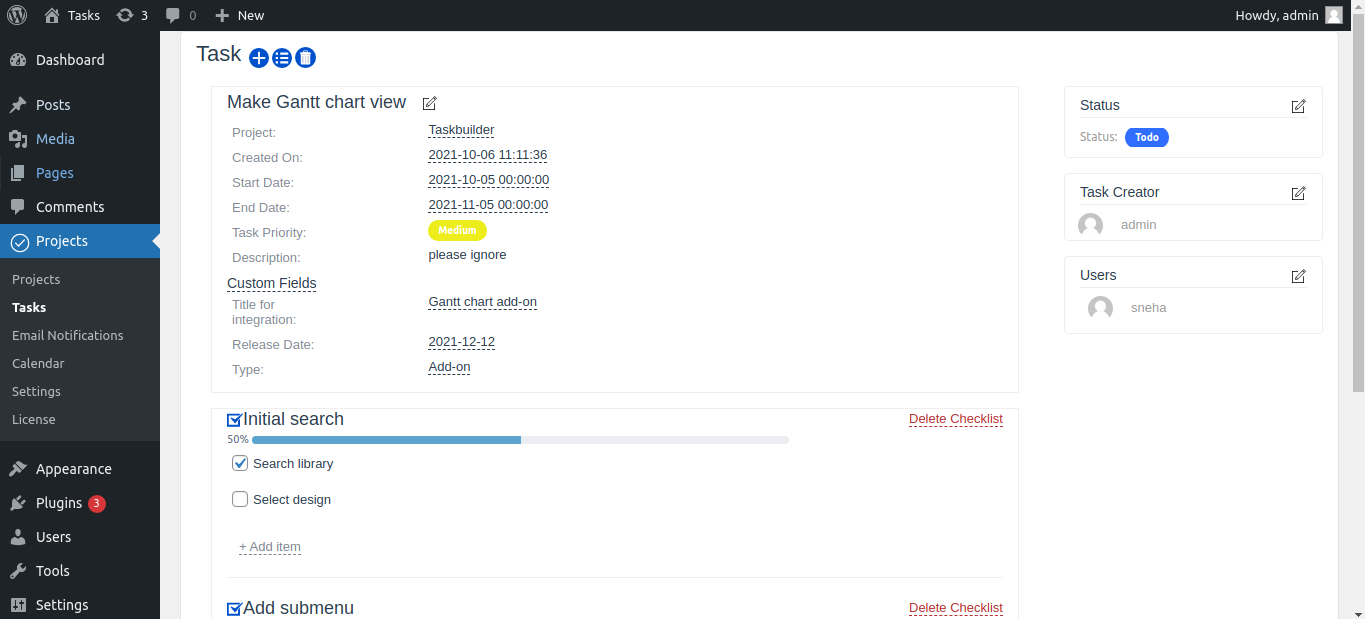 Tasks 3 0 New Howdy, admin
Dashboard
Posts
Media
Pages
Comments
Projects
Projects
Tasks
Email Notifications
Calendar
Settings
License
Appearance
Plugins 3
Users
Tools
Settings
Task
Make Gantt chart view
Project: Taskbuilder
Created On: 2021-10-06 11:11:36
Start Date: 2021-10-05 00:00:00
End Date: 2021-11-05 00:00:00
Task Priority: Medium
Description: please ignore
Custom Fields
Title for Gantt chart add-on
integration:
Release Date: 2021-12-12
Type: Add-on
Initial search Delete Checklist
50%
Search library
Select design
+ Add item
Add submenu Delete Checklist
Status
Status: Todo
Task Creator
admin
Users
sneha